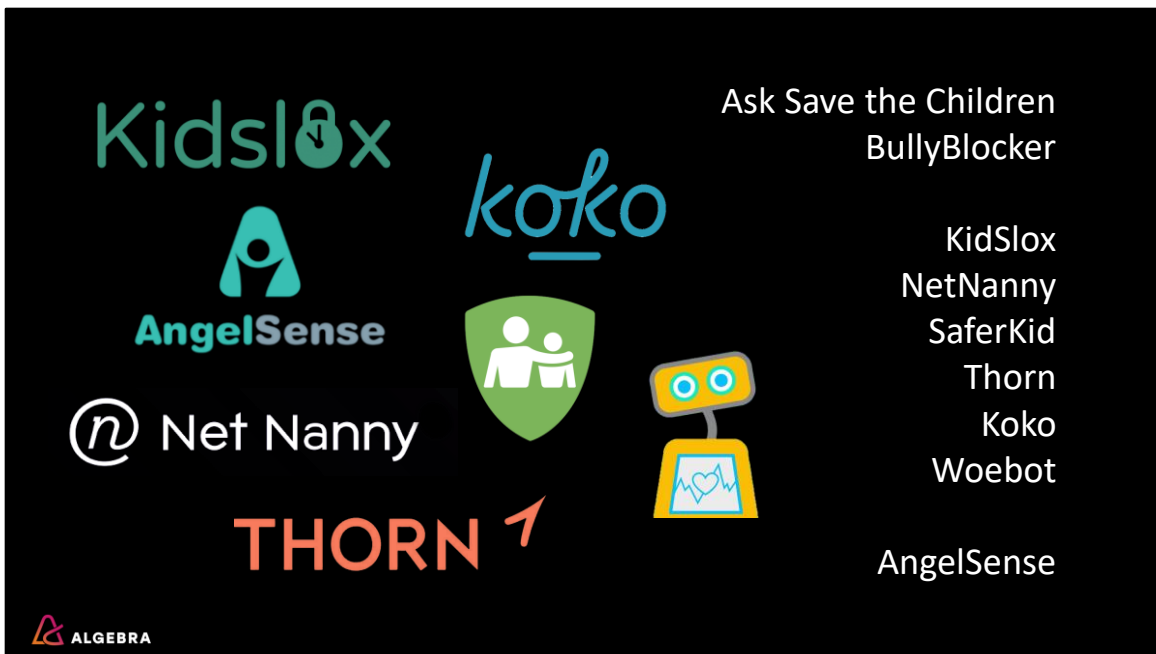 Kidslox
koko
AngelSense
n Net Nanny
THORN
Ask Save the Children
BullyBlocker
KidSlox
NetNanny
SaferKid
Thorn
Koko
Woebot
AngelSense
ALGEBRA